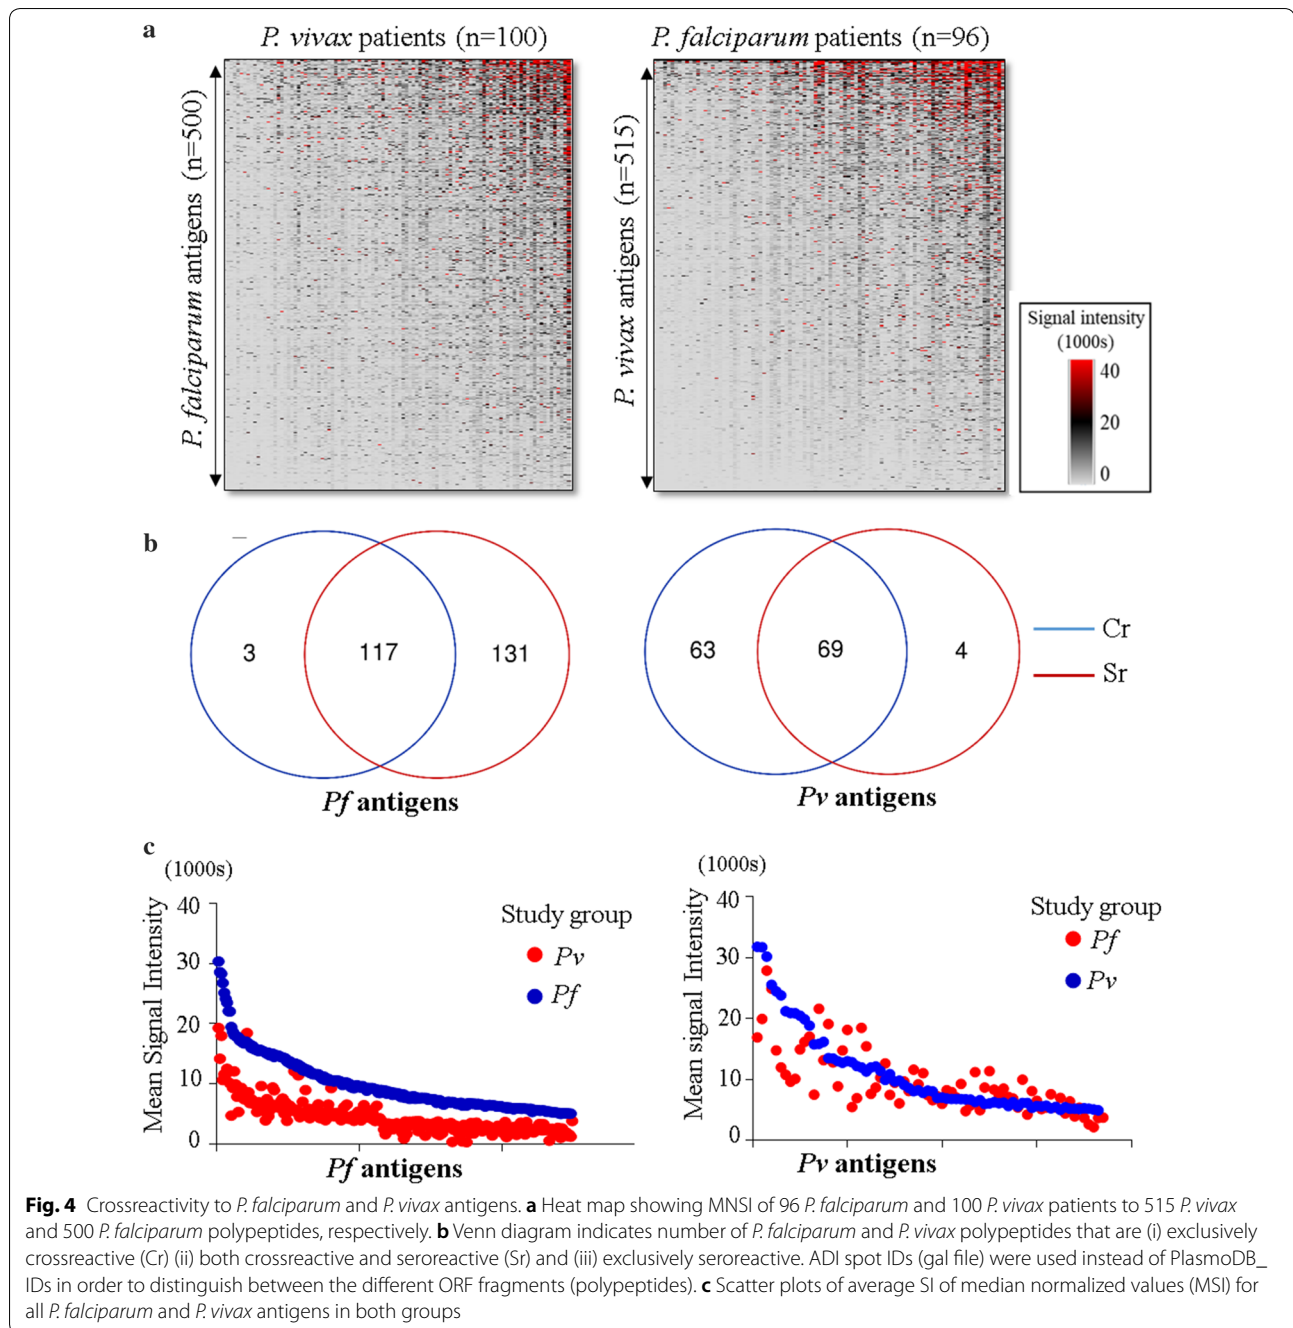 a
P. vivax patients (n=100)
P. falciparum patients (n=96)
P. falciparum antigens (n=500)
P. vivax antigens (n=515)
Signal intensity
(1000s)
40
20
0
b
3
117
131
Pf antigens
63
69
4
Pv antigens
Cr
Sr
c
(1000s)
Mean Signal Intensity
40
30
20
10
0
Study group
Pv
Pf
Pf antigens
(1000s)
Mean signal Intensity
40
30
20
10
0
Study group
Pf
Pv
Pv antigens
Fig. 4 Crossreactivity to P. falciparum and P. vivax antigens. a Heat map showing MNSI of 96 P. falciparum and 100 P. vivax patients to 515 P. vivax
and 500 P. falciparum polypeptides, respectively. b Venn diagram indicates number of P. falciparum and P. vivax polypeptides that are (i) exclusively
crossreactive (Cr) (ii) both crossreactive and seroreactive (Sr) and (iii) exclusively seroreactive. ADI spot IDs (gal file) were used instead of PlasmoDB_
IDs in order to distinguish between the different ORF fragments (polypeptides). c Scatter plots of average SI of median normalized values (MSI) for
all P. falciparum and P. vivax antigens in both groups